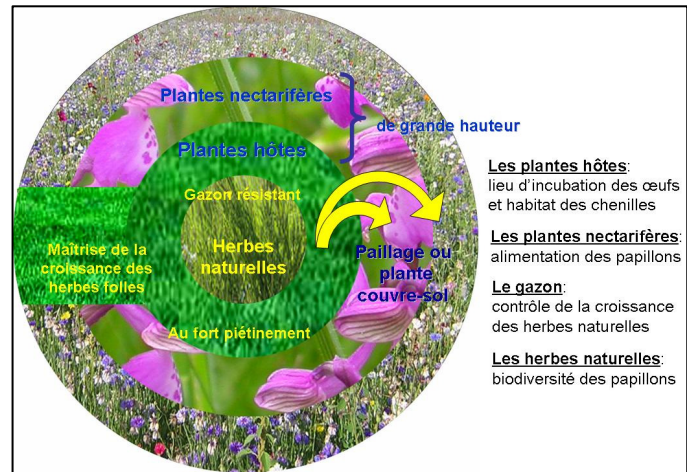 Plantes nectarifères
de grande hauteur
Plantes hôtes
Gazon résistant
Herbes
naturelles
Maîtrise de la
croissance des
herbes folles
Paillage ou
plante
couvre-sol
Au fort piétinement
Les plantes hôtes:
lieu d'incubation des œufs
et habitat des chenilles
Les plantes nectarifères:
alimentation des papillons
Le gazon:
contrôle de la croissance
des herbes naturelles
Les herbes naturelles:
biodiversité des papillons